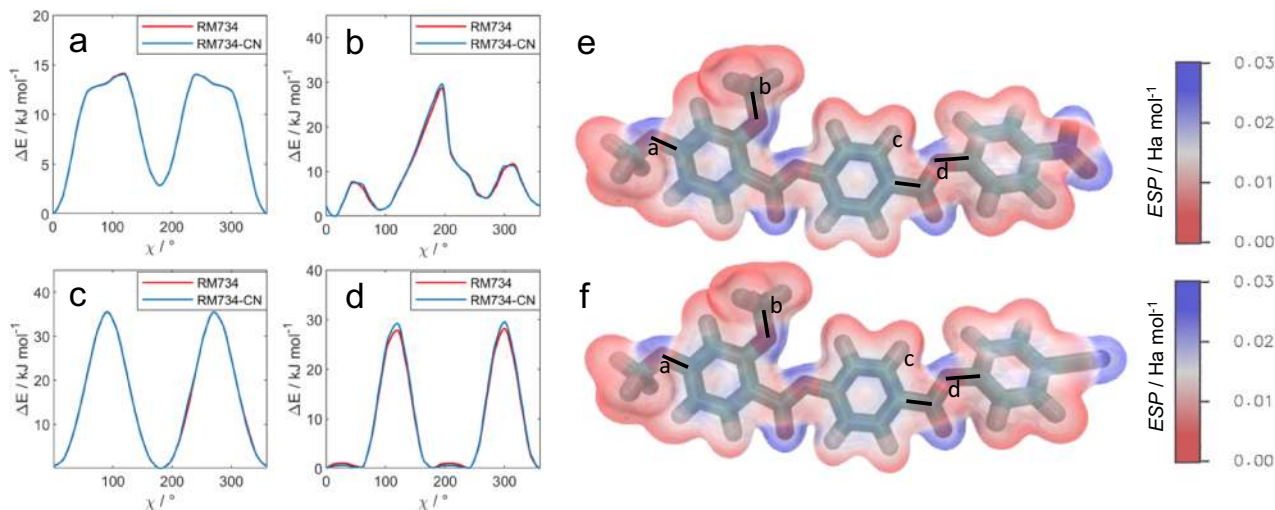 a
RM734
RM734-CN
20
15
10
5
0
0 100 200 300
ΔE / kJ mol-1
χ / °
b
RM734
RM734-CN
40
30
20
10
0
0 100 200 300
ΔE / kJ mol-1
χ / °
c
RM734
RM734-CN
40
30
20
10
100 200 300
ΔE / kJ mol-1
χ / °
d
RM734
RM734-CN
40
30
20
10
0
0 100 200 300
ΔE / kJ mol-1
χ / °
e
a
b
c
d
ESP / Ha mol-1
0.03
0.02
0.01
0.00
f
a
b
c
d
ESP / Ha mol-1
0.03
0.02
0.01
0.00